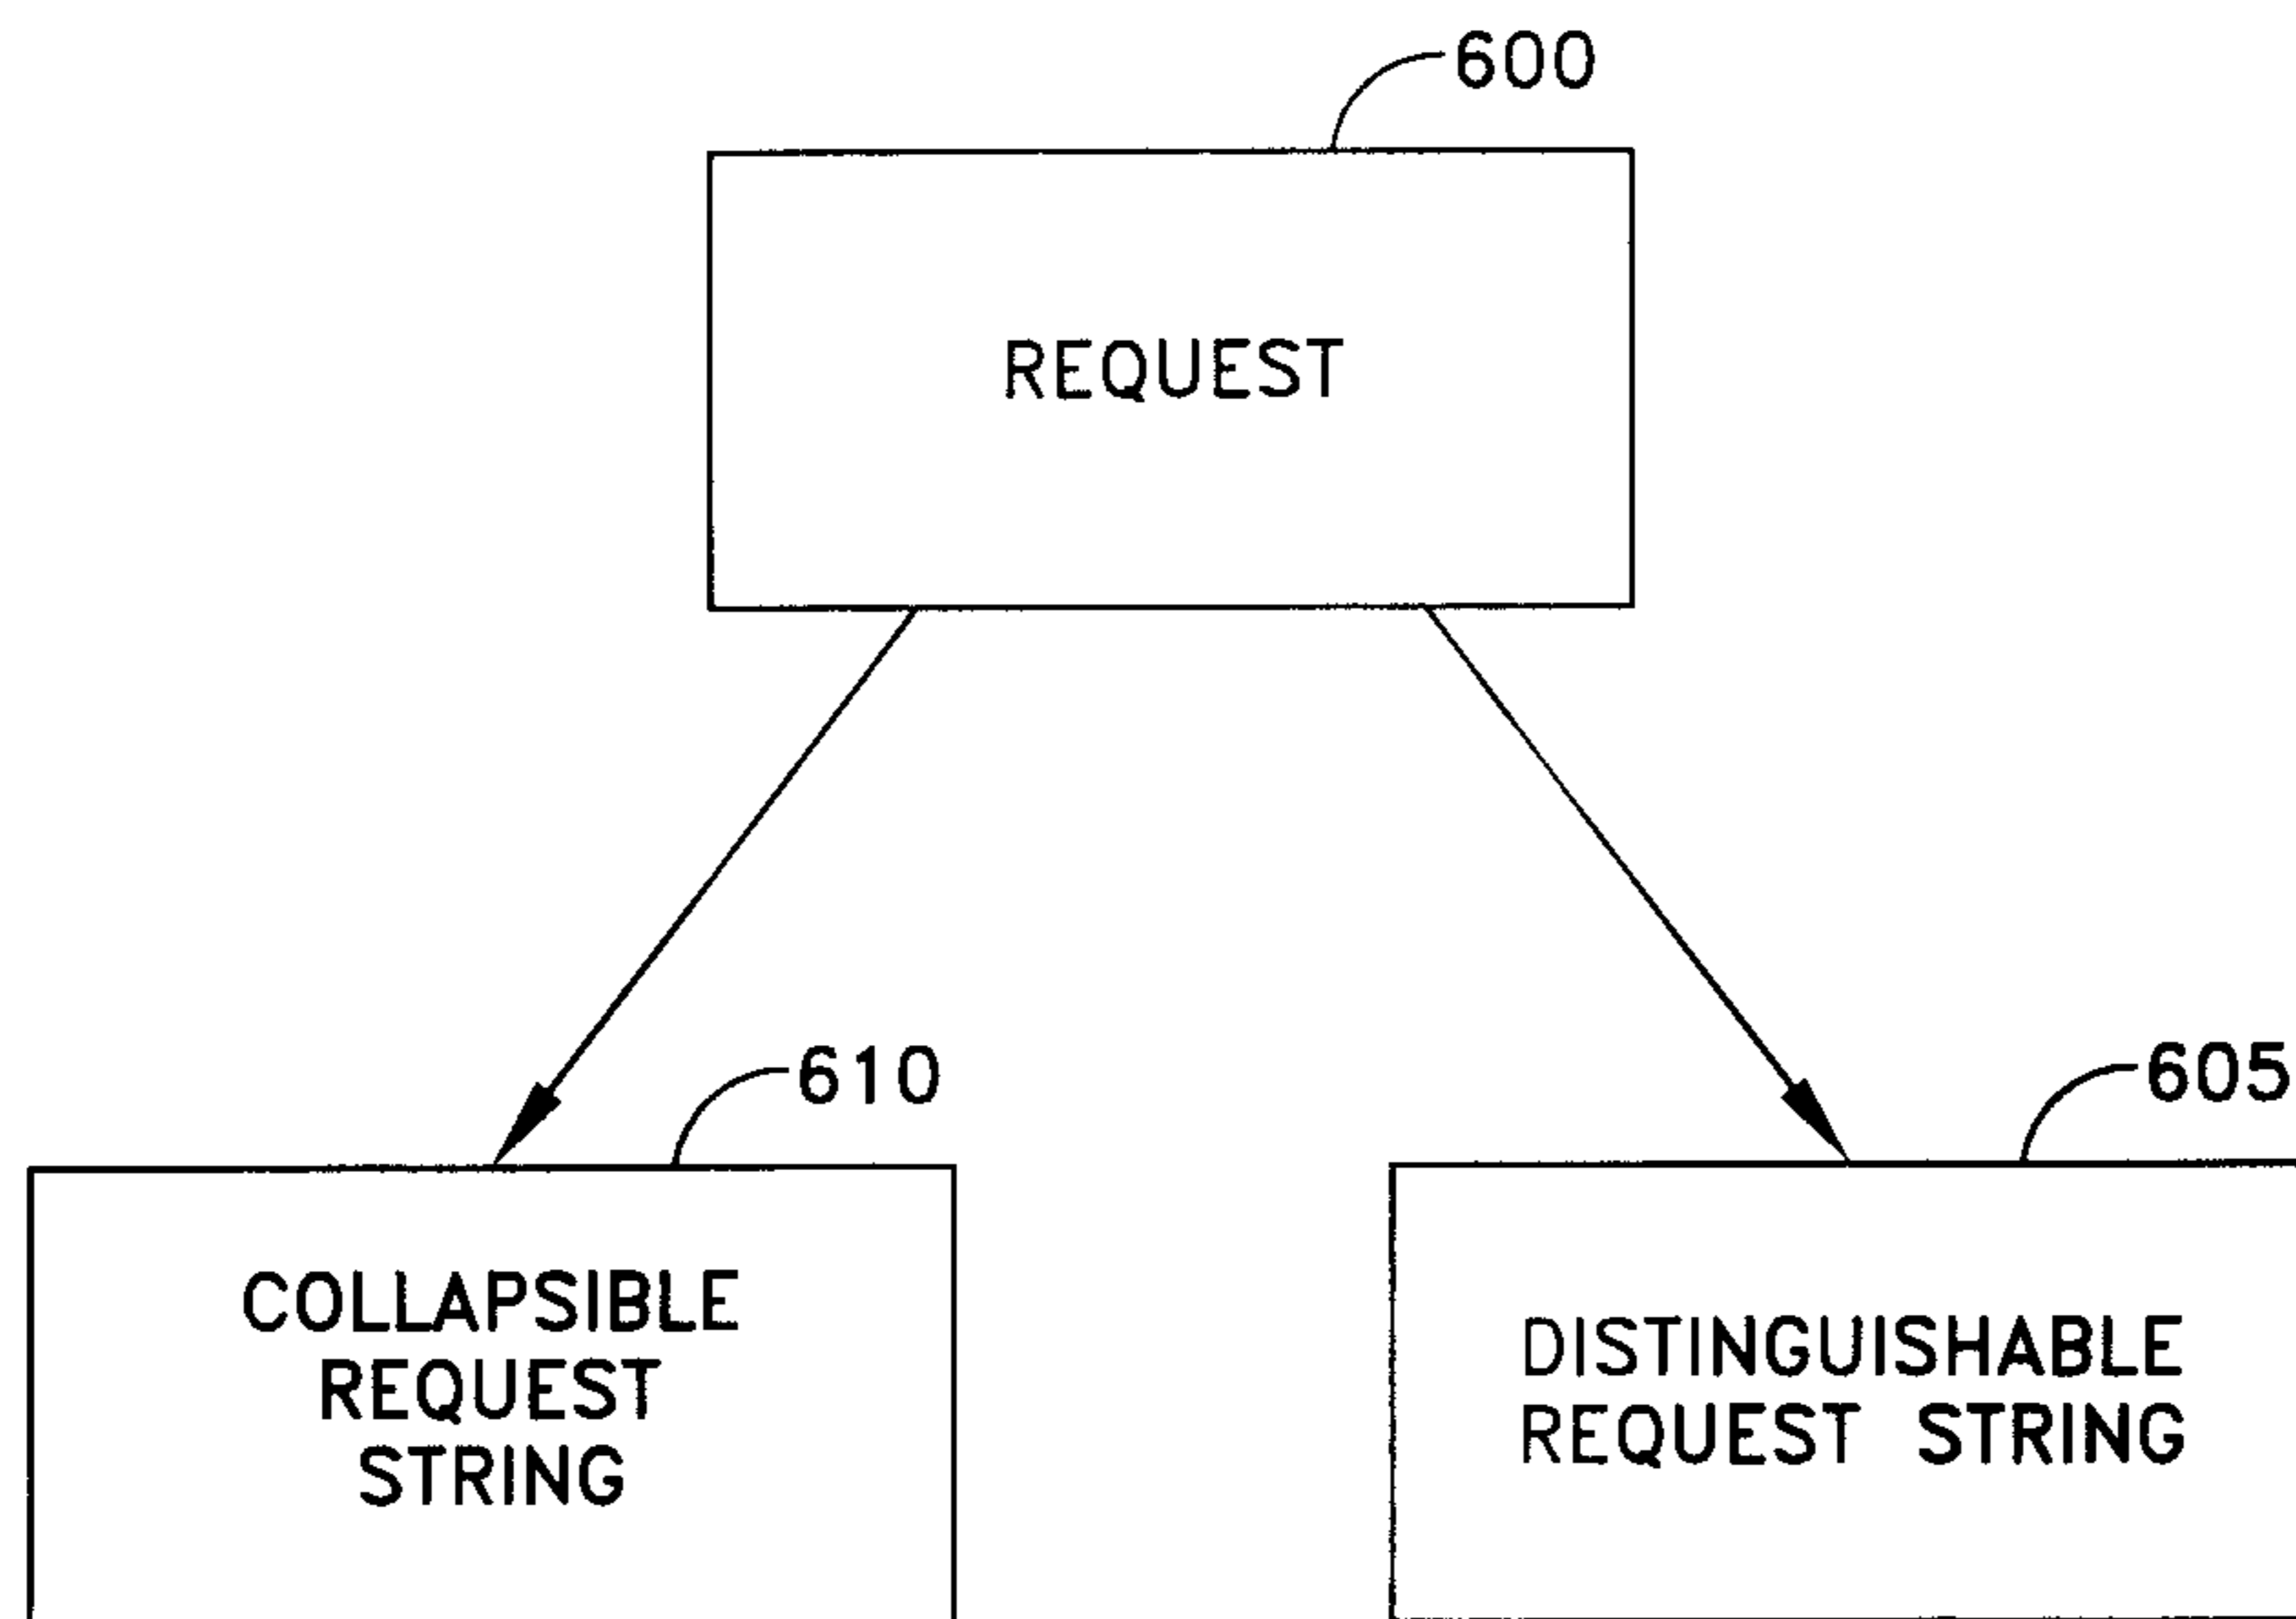 600
REQUEST
610
605
COLLAPSIBLE
REQUEST
STRING
DISTINGUISHABLE
REQUEST STRING